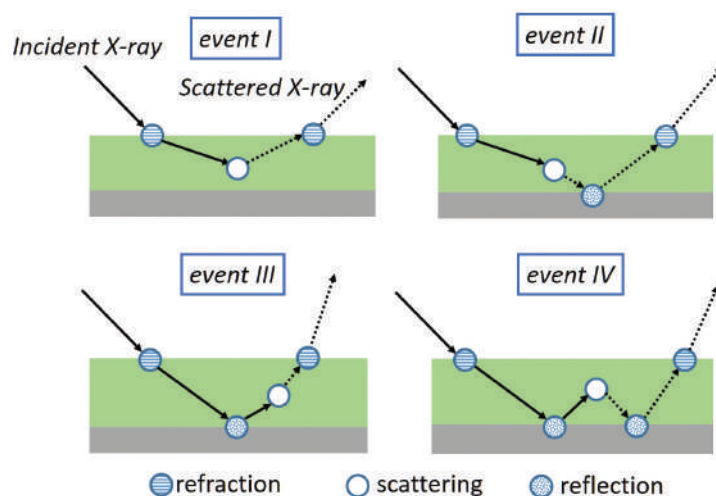 event I
event II
Incident X-ray
Scattered X-ray
event III
event IV
refraction
scattering
reflection